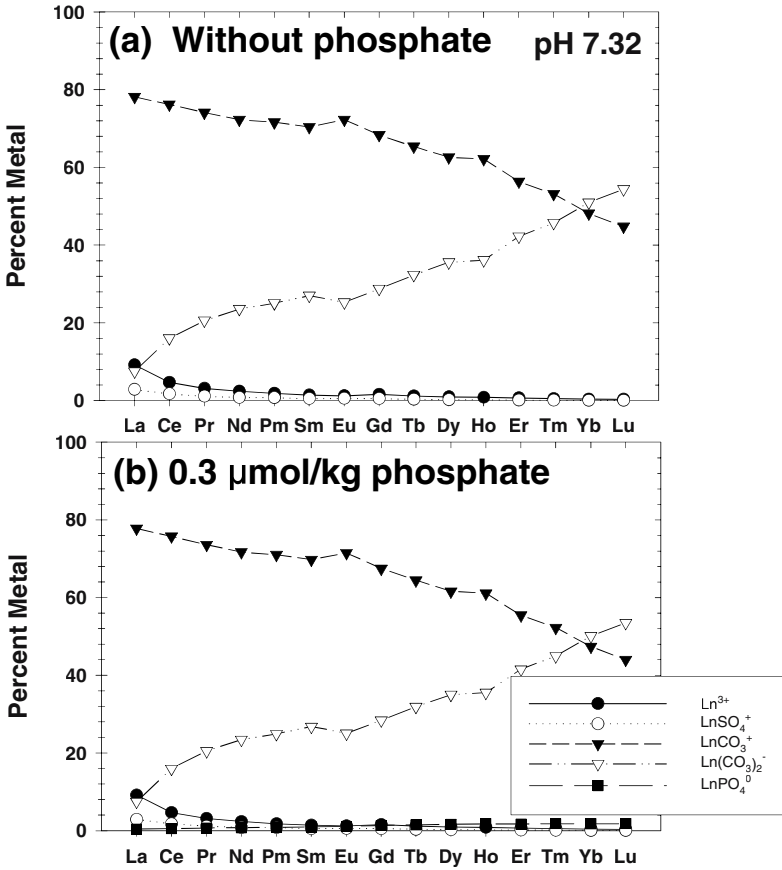 100
(a) Without phosphate pH 7.32
80
60
40
20
0
Percent Metal
La Ce Pr Nd Pm Sm Eu Gd Tb Dy Ho Er Tm Yb Lu
100
(b) 0.3 μmol/kg phosphate
80
60
40
20
0
Percent Metal
Ln³⁺
LnSO₄⁺
LnCO₃⁺
Ln(CO₃)₂⁻
LnPO₄⁰
La Ce Pr Nd Pm Sm Eu Gd Tb Dy Ho Er Tm Yb Lu